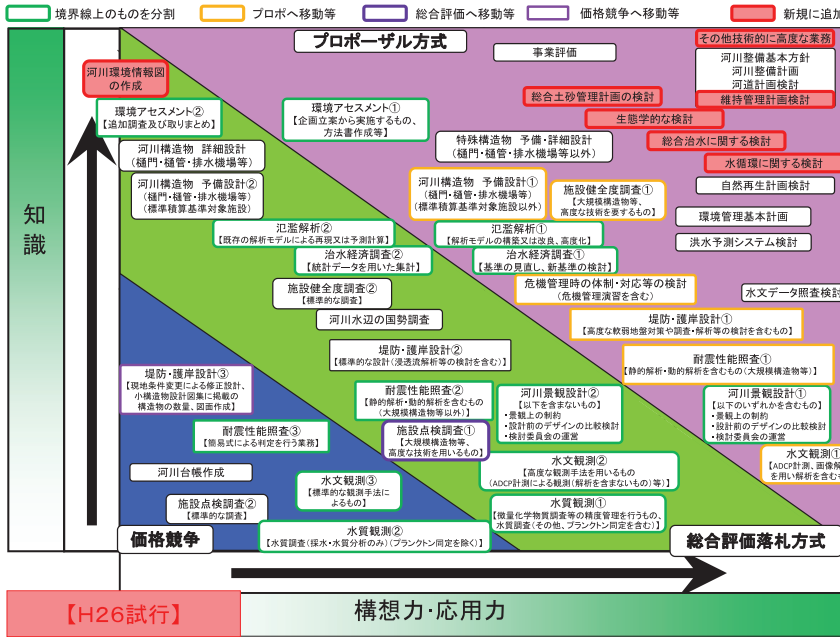 境界線上のものを分割
プロポへ移動等
総合評価へ移動等
価格競争へ移動等
新規に追加
プロポーザル方式
事業評価
その他技術的に高度な業務
河川整備基本方針
河川整備計画
河道計画検討
維持管理計画検討
河川環境情報図
の作成
総合土砂管理計画の検討
環境アセスメント②
【追加調査及び取りまとめ】
環境アセスメント①
【企画立案から実施するもの、
方法書作成等】
生態学的な検討
河川構造物 詳細設計
(樋門・樋管・排水機場等)
特殊構造物 予備・詳細設計
(樋門・樋管・排水機場等以外)
総合治水に関する検討
水循環に関する検討
河川構造物 予備設計②
(樋門・樋管・排水機場等)
(標準積算基準対象施設)
河川構造物 予備設計①
(樋門・樋管・排水機場等)
(標準積算基準対象施設以外)
施設健全度調査①
【大規模構造物等、
高度な技術を要するもの】
自然再生計画検討
環境管理基本計画
知
識
氾濫解析②
【既存の解析モデルによる再現又は予測計算】
氾濫解析①
【解析モデルの構築又は改良、高度化】
洪水予測システム検討
治水経済調査②
【統計データを用いた集計】
治水経済調査①
【基準の見直し、新基準の検討】
施設健全度調査②
【標準的な調査】
危機管理時の体制・対応等の検討
(危機管理演習を含む)
水文データ照査検討
河川水辺の国勢調査
堤防・護岸設計①
【高度な軟弱地盤対策や調査・解析等の検討を含むもの】
堤防・護岸設計②
【標準的な設計(浸透流解析等の検討を含む)】
耐震性能照査①
【静的解析・動的解析を含むもの(大規模構造物等)】
堤防・護岸設計③
【現地条件変更による修正設計、
小構造物設計図集に掲載の
構造物の数量、図面作成】
耐震性能照査②
【静的解析・動的解析を含むもの
(大規模構造物等以外)】
河川景観設計②
【以下を含まないもの】
・景観上の制約
・設計前のデザインの比較検討
・検討委員会の運営
河川景観設計①
【以下のいずれかを含むもの】
・景観上の制約
・設計前のデザインの比較検討
・検討委員会の運営
耐震性能照査③
【簡易式による判定を行う業務】
施設点検調査①
【大規模構造物等、
高度な技術を用いるもの】
水文観測①
【ADCP計測、画像解
を用い解析を含むも
河川台帳作成
水文観測③
【標準的な観測手法に
よるもの】
水文観測②
【高度な観測手法を用いるもの
(ADCP計測による観測(解析を含まないもの)等)】
施設点検調査②
【標準的な調査】
水質観測①
【微量化学物質調査等の精度管理を行うもの、
水質調査(その他、プランクトン同定を含む)】
水質観測②
【水質調査(採水・水質分析のみ)(プランクトン同定を除く)】
価格競争
総合評価落札方式
【H26試行】
構想力・応用力